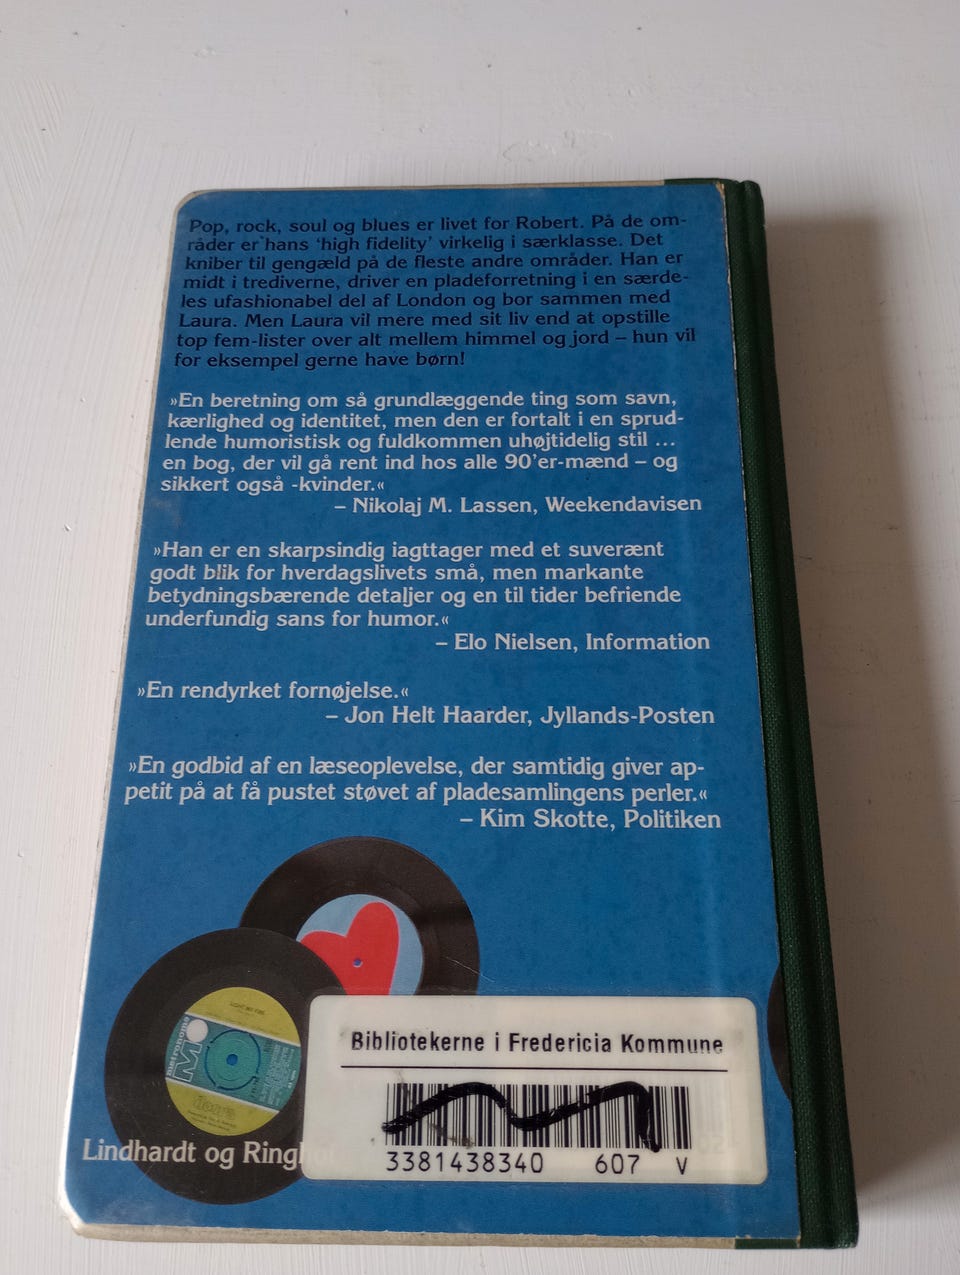 Pop, rock, soul og blues er livet for Robert. På de om-
råder er hans 'high fidelity' virkelig i særklasse. Det
kniber til gengæld på de fleste andre områder. Han er
midt i trediverne, driver en pladeforretning i en særde-
les ufashionabel del af London og bor sammen med
Laura. Men Laura vil mere med sit liv end at opstille
top fem-lister over alt mellem himmel og jord – hun vil
for eksempel gerne have børn!
»En beretning om så grundlæggende ting som savn,
kærlighed og identitet, men den er fortalt i en sprud-
lende humoristisk og fuldkommen uhøjtidelig stil ...
en bog, der vil gå rent ind hos alle 90'er-mænd – og
sikkert også -kvinder.«
– Nikolaj M. Lassen, Weekendavisen
»Han er en skarpsindig iagttager med et suverænt
godt blik for hverdagslivets små, men markante
betydningsbærende detaljer og en til tider befriende
underfundig sans for humor.«
– Elo Nielsen, Information
»En rendyrket fornøjelse.«
– Jon Helt Haarder, Jyllands-Posten
»En godbid af en læseoplevelse, der samtidig giver ap-
petit på at få pustet støvet af pladesamlingens perler.«
– Kim Skotte, Politiken
LIGHT MY FIRE
metronome
M
doors
Bibliotekerne i Fredericia Kommune
3381438340 607 V
Lindhardt og